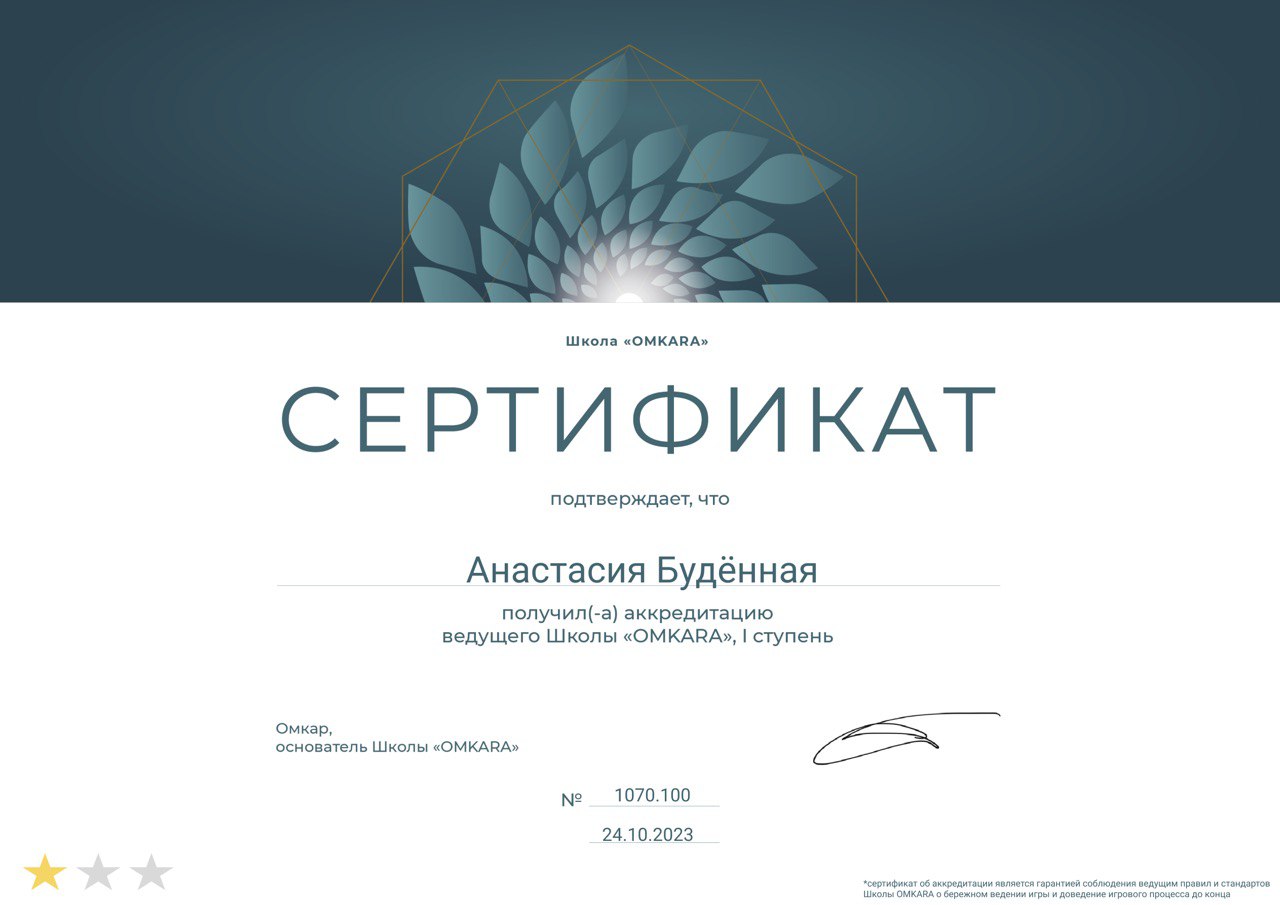 Школа «OMKARA»
СЕРТИФИКАТ
подтверждает, что
Анастасия Будённая
получил(-а) аккредитацию
ведущего Школы «OMKARA», I ступень
Омкар,
основатель Школы «OMKARA»
№ 1070.100
24.10.2023
*сертификат об аккредитации является гарантией соблюдения ведущим правил и стандартов
Школы OMKARA о бережном ведении игры и доведение игрового процесса до конца